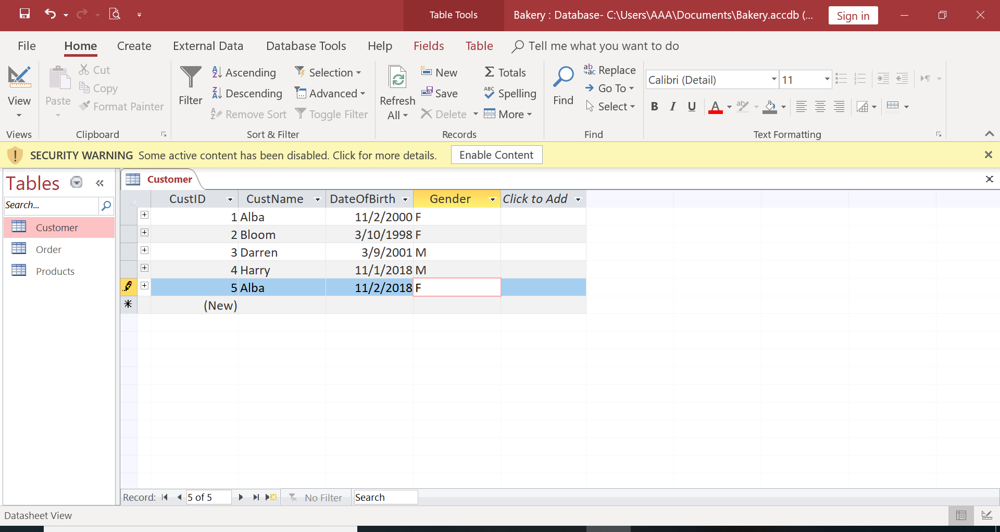 Table Tools
Bakery : Database- C:\Users\AAA\Documents\Bakery.accdb (...
Sign in
File Home Create External Data Database Tools Help Fields Table Tell me what you want to do
View
Views
Paste
Cut
Copy
Format Painter
Clipboard
Filter
Ascending
Descending
Remove Sort
Selection
Advanced
Toggle Filter
Sort & Filter
Refresh
All
New
Save
Delete
Totals
Spelling
More
Records
Find
Replace
Go To
Select
Find
Calibri (Detail) 11
B I U A
Text Formatting
SECURITY WARNING Some active content has been disabled. Click for more details. Enable Content
Tables
Search...
Customer
Order
Products
Customer
CustID CustName DateOfBirth Gender Click to Add
1 Alba 11/2/2000 F
2 Bloom 3/10/1998 F
3 Darren 3/9/2001 M
4 Harry 11/1/2018 M
5 Alba 11/2/2018 F
(New)
Record: 5 of 5 No Filter Search
Datasheet View